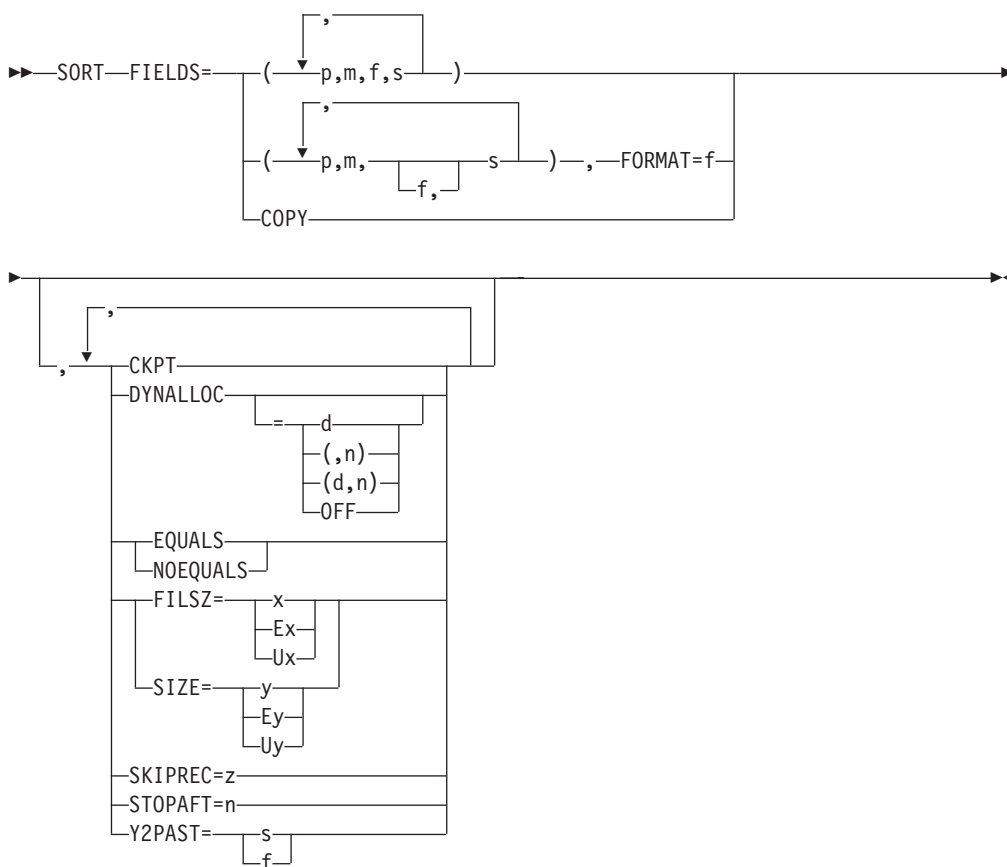 ,
SORT FIELDS= ( p,m,f,s )
,
( p,m, s ) , FORMAT=f
f,
COPY
,
, CKPT
DYNALLOC
= d
(,n)
(d,n)
OFF
EQUALS
NOEQUALS
FILSZ= x
Ex
Ux
SIZE= y
Ey
Uy
SKIPREC=z
STOPAFT=n
Y2PAST= s
f